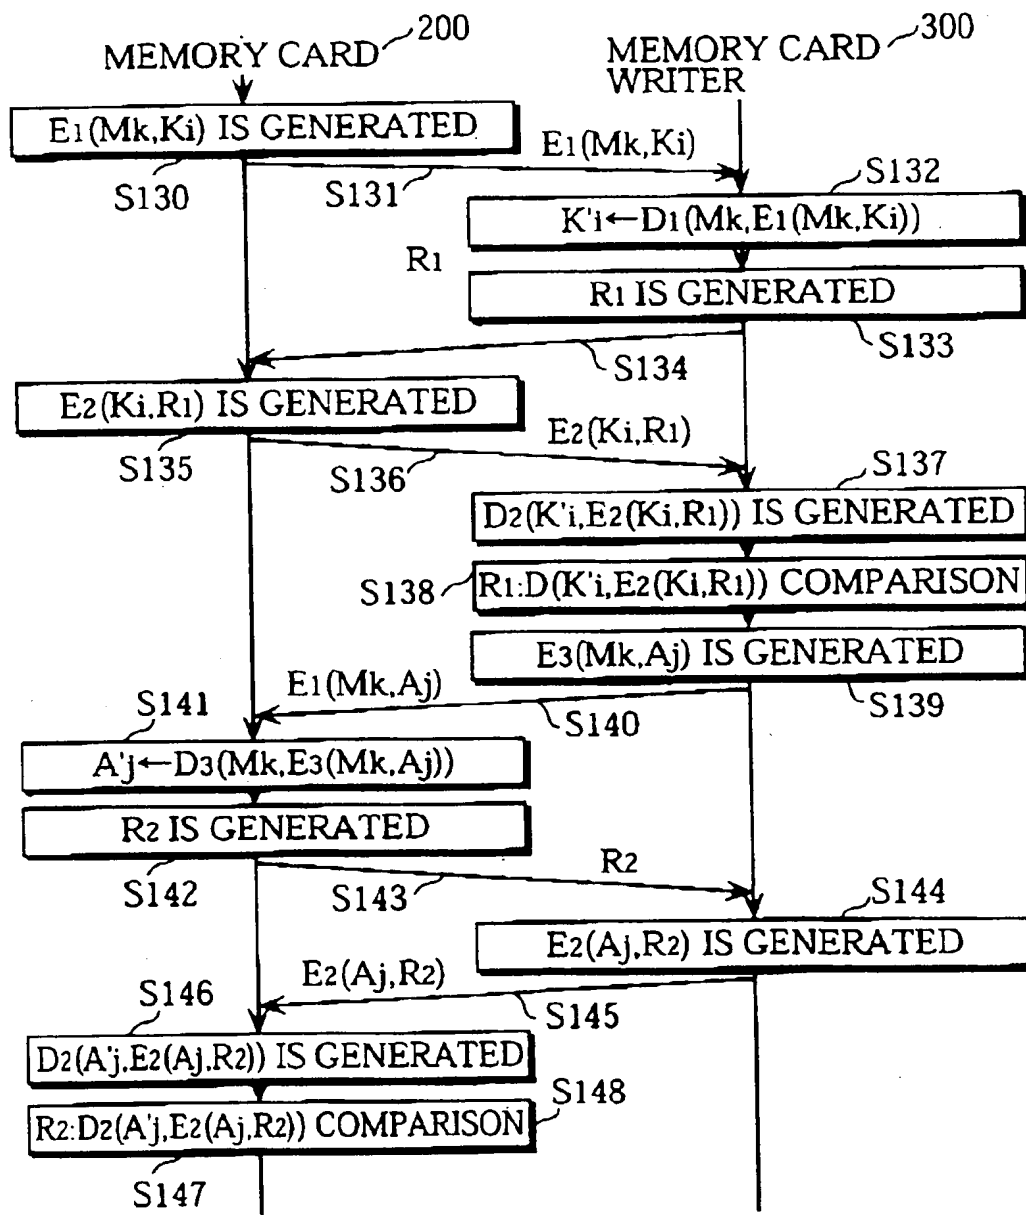 200
MEMORY CARD
300
MEMORY CARD
WRITER
E1(Mk,Ki) IS GENERATED
E1(Mk,Ki)
S130
S131
S132
K'i←D1(Mk,E1(Mk,Ki))
R1
R1 IS GENERATED
S133
S134
E2(Ki,R1) IS GENERATED
E2(Ki,R1)
S135
S136
S137
D2(K'i,E2(Ki,R1)) IS GENERATED
S138
R1:D(K'i,E2(Ki,R1)) COMPARISON
E3(Mk,Aj) IS GENERATED
E1(Mk,Aj)
S139
S140
S141
A'j←D3(Mk,E3(Mk,Aj))
R2 IS GENERATED
R2
S142
S143
S144
E2(Aj,R2) IS GENERATED
E2(Aj,R2)
S145
S146
D2(A'j,E2(Aj,R2)) IS GENERATED
S148
R2:D2(A'j,E2(Aj,R2)) COMPARISON
S147